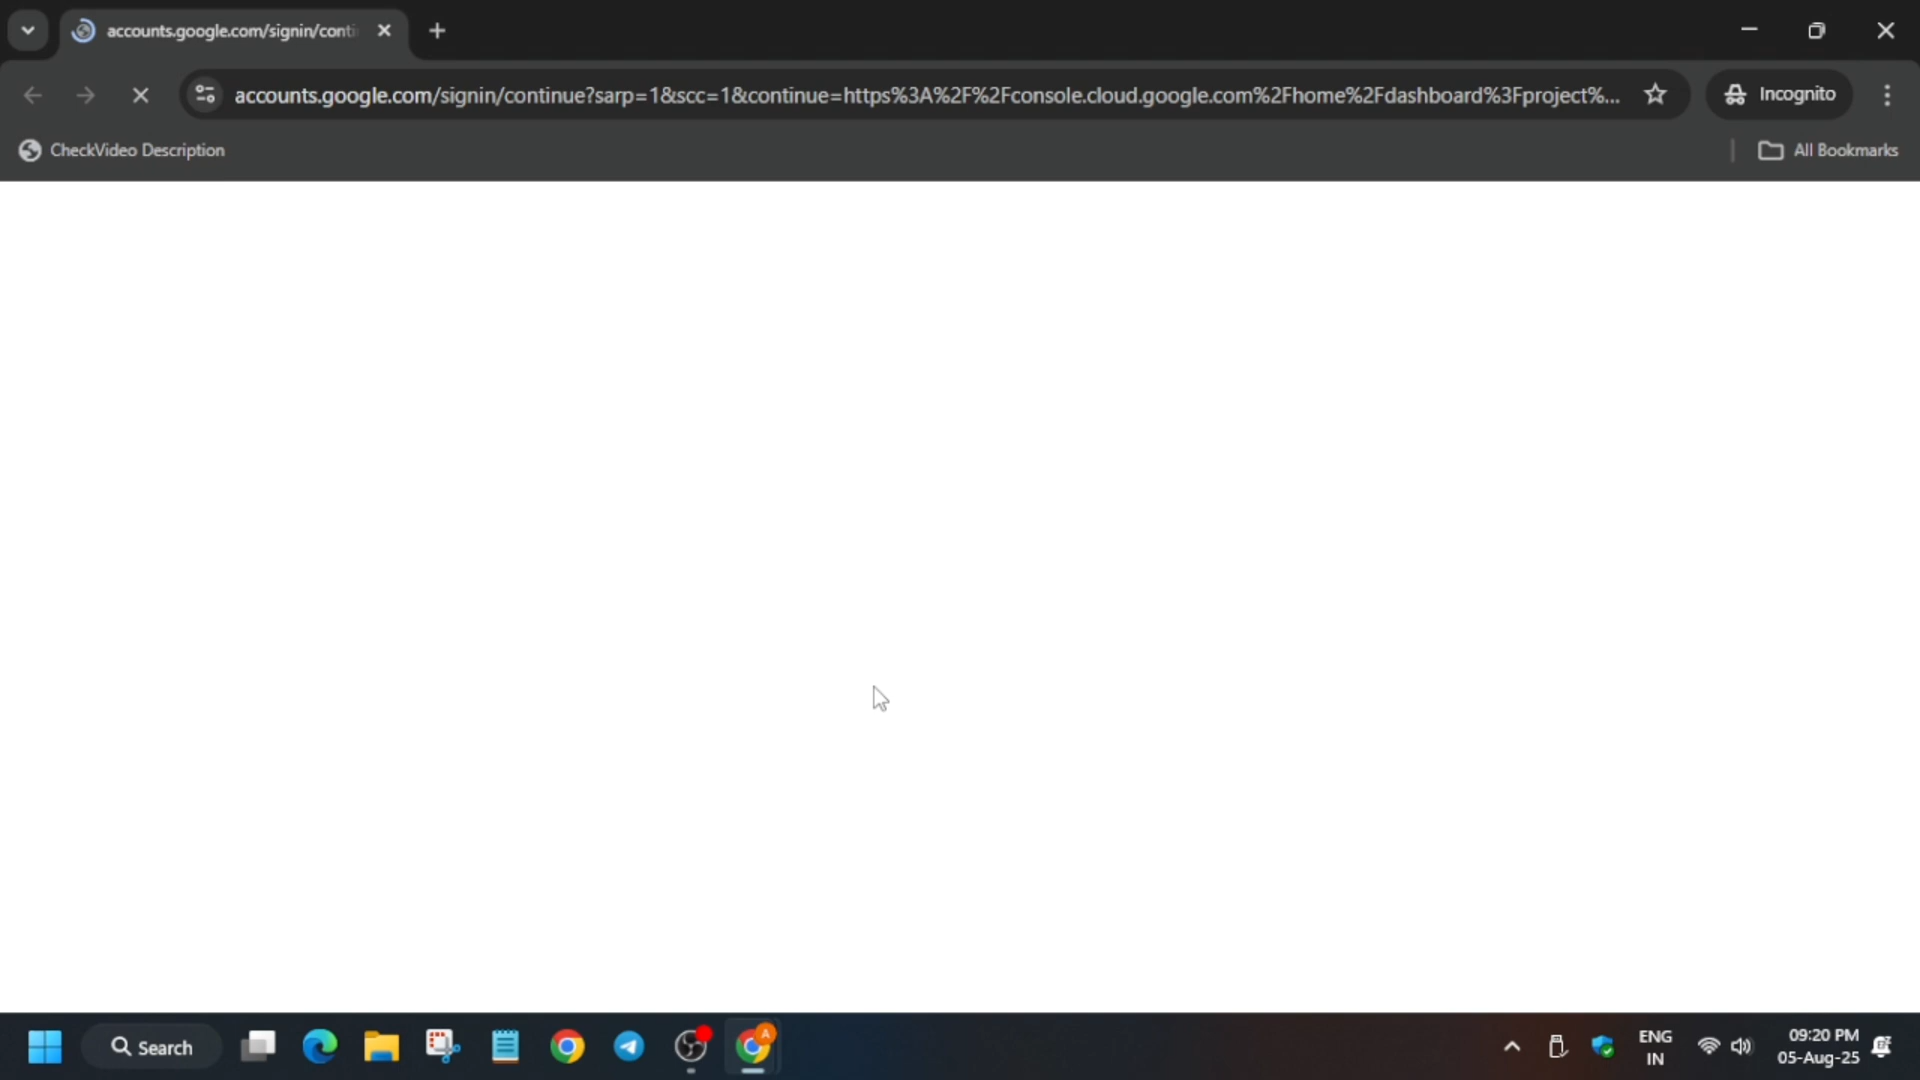 accounts.google.com/signin/conti
accounts.google.com/signin/continue?sarp=1&scc=1&continue=https%3A%2F%2Fconsole.cloud.google.com%2Fhome%2Fdashboard%3Fproject%...
Incognito
CheckVideo Description
All Bookmarks
Search
A
ENG
IN
09:20 PM
05-Aug-25